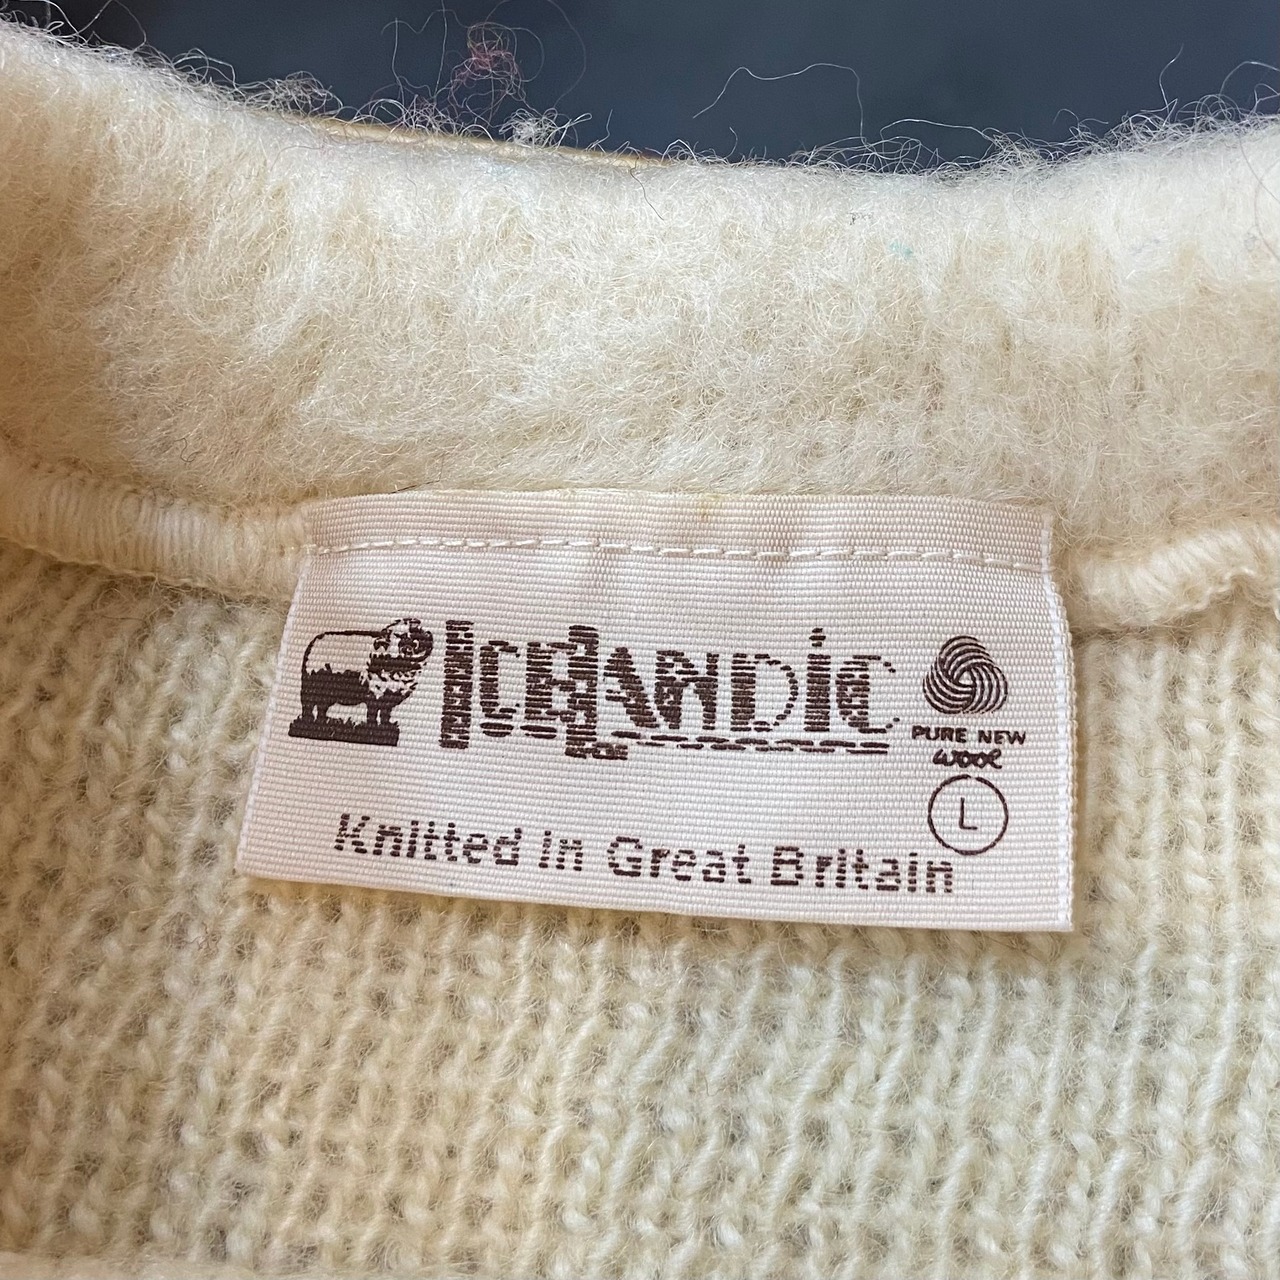 IcELANDiC
PURE NEW
wool
L
Knitted in Great Britain